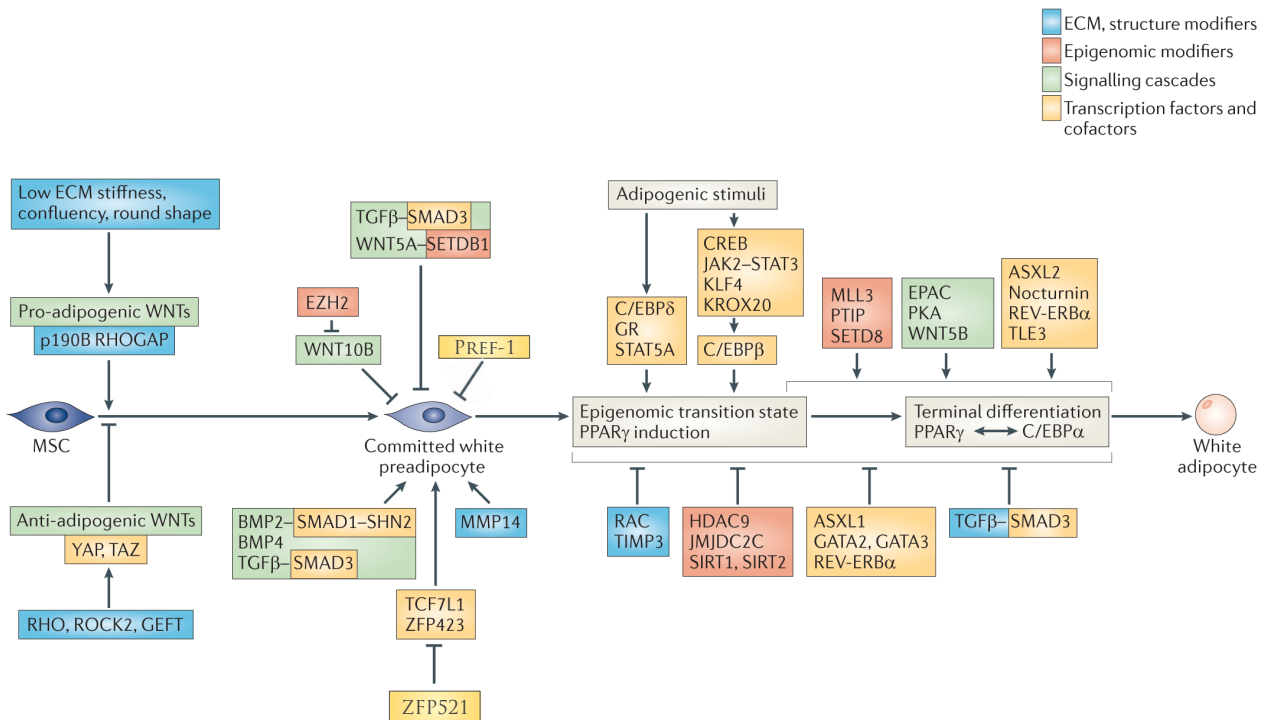 ECM, structure modifiers
Epigenomic modifiers
Signalling cascades
Transcription factors and
cofactors
Low ECM stiffness,
confluency, round shape
Pro-adipogenic WNTs
p190B RHOGAP
MSC
Anti-adipogenic WNTs
YAP, TAZ
RHO, ROCK2, GEFT
TGFβ–SMAD3
WNT5A–SETDB1
EZH2
WNT10B
PREF-1
Committed white
preadipocyte
BMP2–SMAD1–SHN2
BMP4
TGFβ–SMAD3
MMP14
TCF7L1
ZFP423
ZFP521
Adipogenic stimuli
C/EBPδ
GR
STAT5A
CREB
JAK2–STAT3
KLF4
KROX20
C/EBPβ
MLL3
PTIP
SETD8
EPAC
PKA
WNT5B
ASXL2
Nocturnin
REV-ERBα
TLE3
Epigenomic transition state
PPARγ induction
Terminal differentiation
PPARγ C/EBPα
White
adipocyte
RAC
TIMP3
HDAC9
JMJDC2C
SIRT1, SIRT2
ASXL1
GATA2, GATA3
REV-ERBα
TGFβ–SMAD3